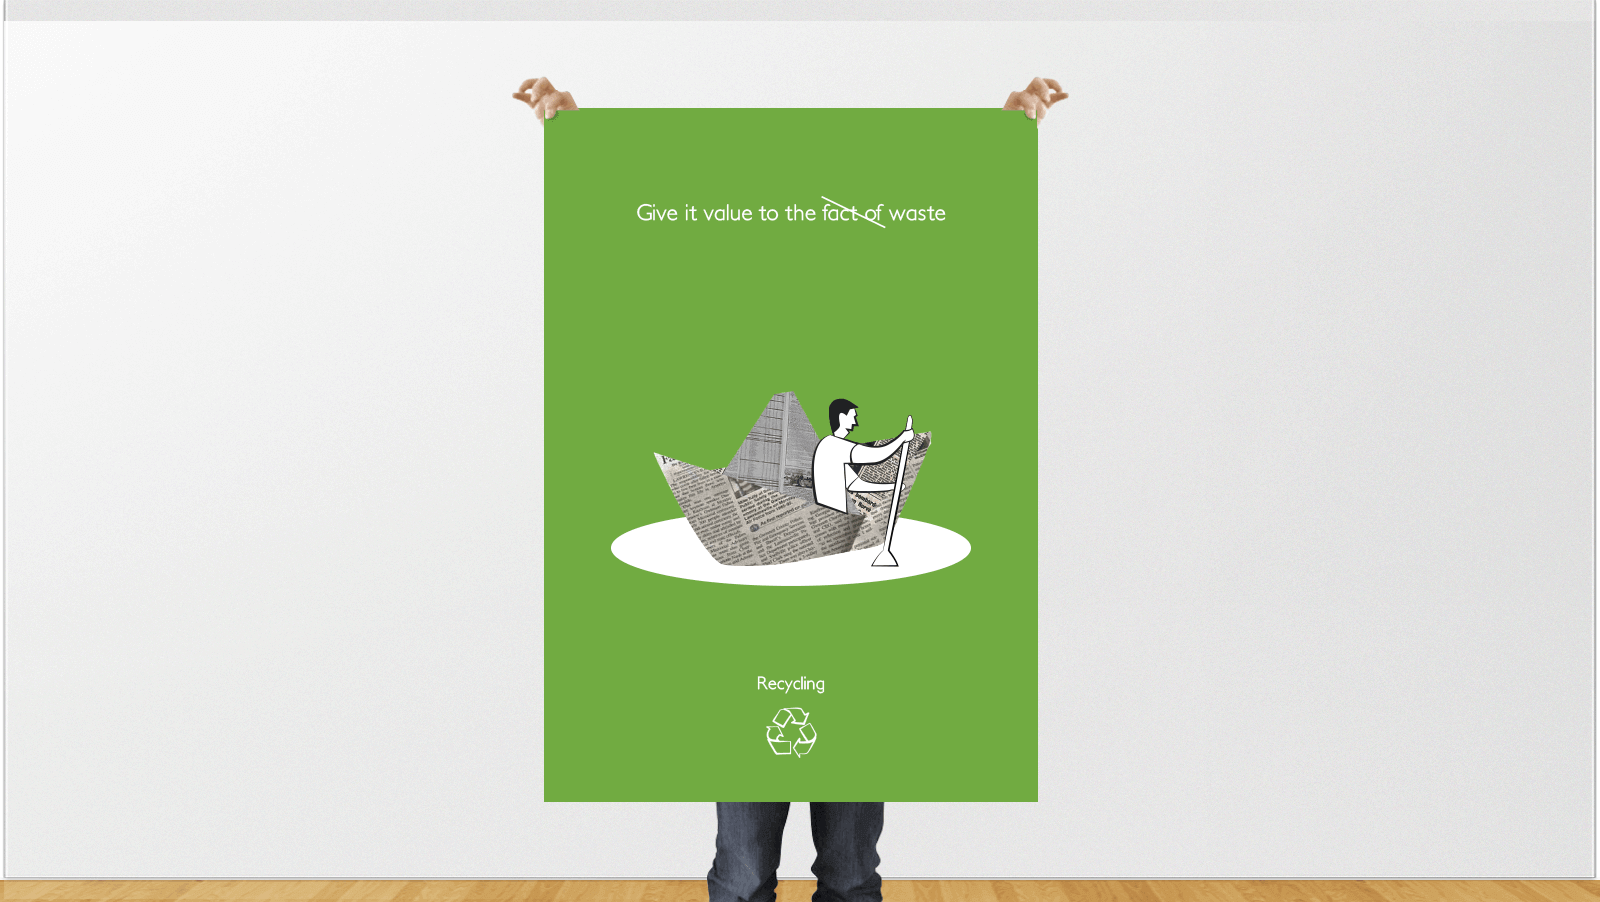 Give it value to the fact of waste
Recycling